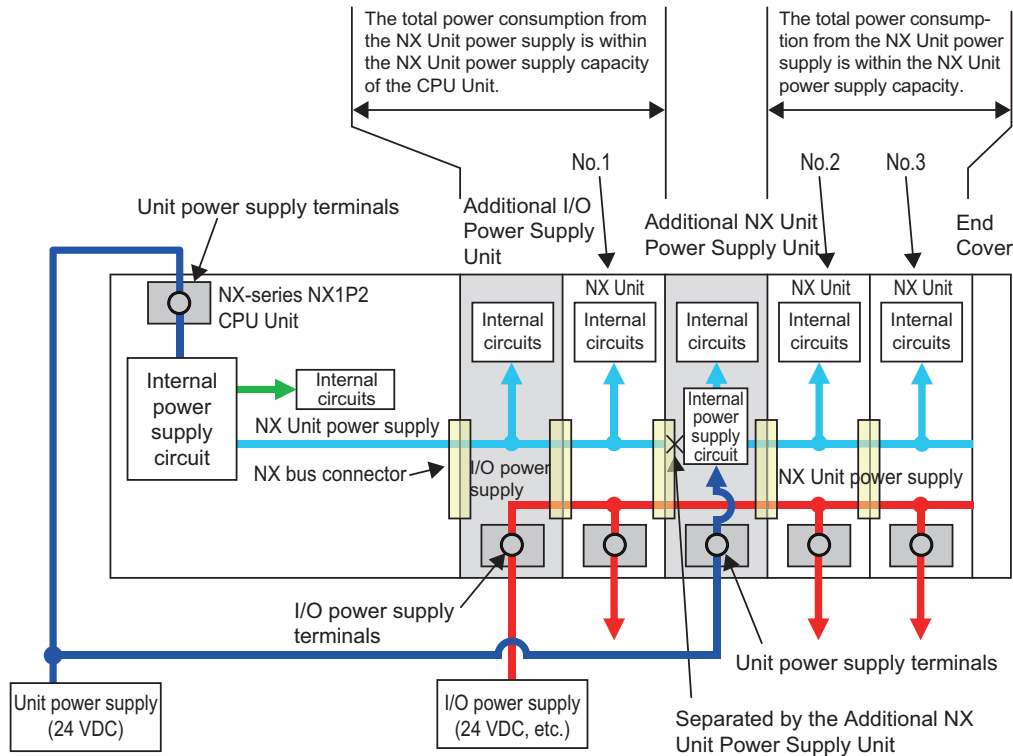 The total power consumption from
the NX Unit power supply is within
the NX Unit power supply capacity
of the CPU Unit.
The total power consump-
tion from the NX Unit power
supply is within the NX Unit
power supply capacity.
No.1
No.2
No.3
Unit power supply terminals
Additional I/O
Power Supply
Unit
Additional NX Unit
Power Supply Unit
End
Cover
NX-series NX1P2
CPU Unit
NX Unit
NX Unit
NX Unit
Internal
circuits
Internal
circuits
Internal
circuits
Internal
circuits
Internal
circuits
Internal
power
supply
circuit
Internal
circuits
Internal
power
supply
circuit
NX Unit power supply
NX bus connector
I/O power
supply
NX Unit power supply
I/O power supply
terminals
Unit power supply terminals
Unit power supply
(24 VDC)
I/O power supply
(24 VDC, etc.)
Separated by the Additional NX
Unit Power Supply Unit